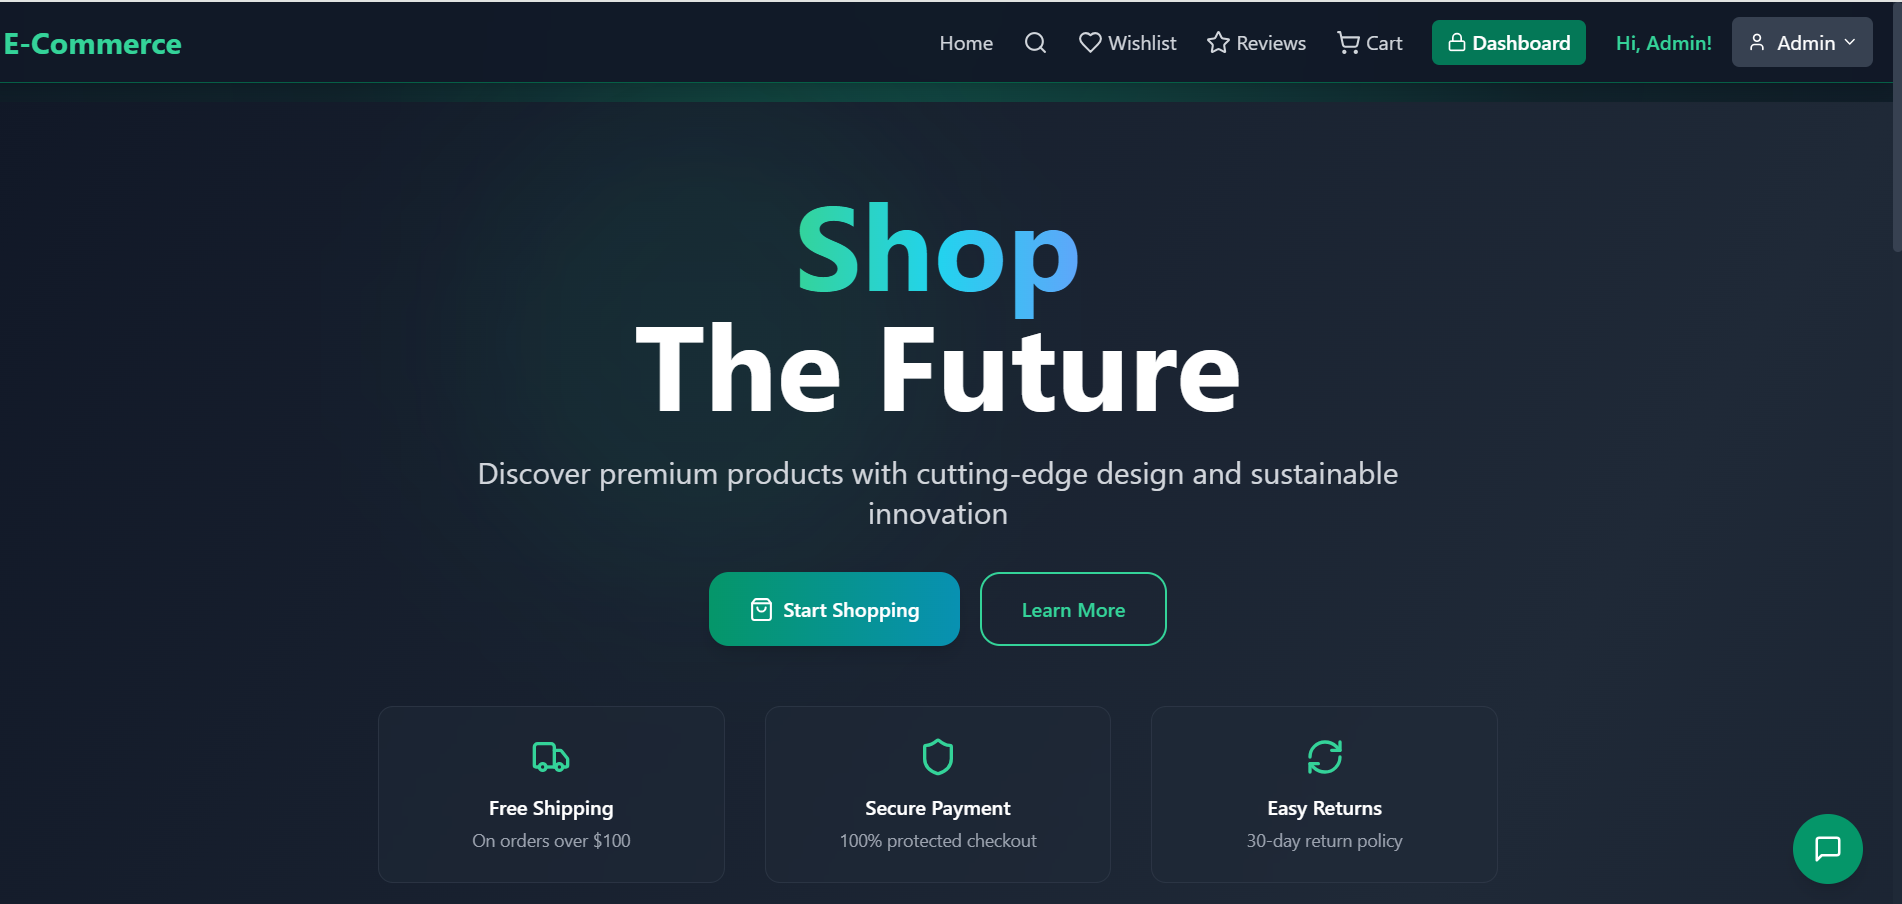 E-Commerce
Home
Wishlist
Reviews
Cart
Dashboard
Hi, Admin!
Admin
Shop
The Future
Discover premium products with cutting-edge design and sustainable
innovation
Start Shopping
Learn More
Free Shipping
On orders over $100
Secure Payment
100% protected checkout
Easy Returns
30-day return policy